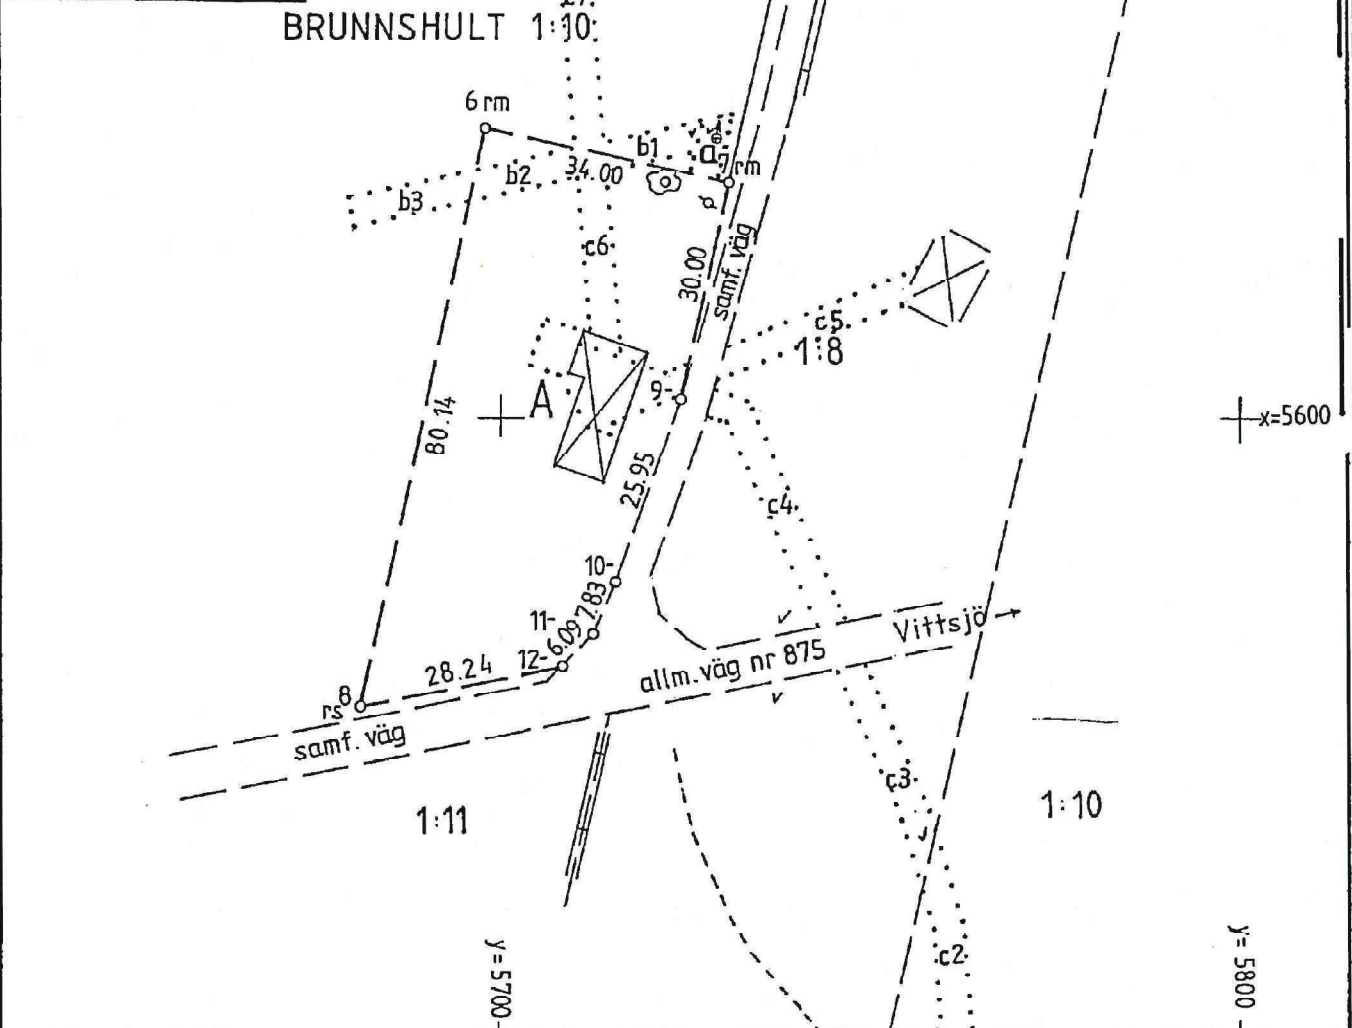 BRUNNSHULT 1:10
6 rm
b1
a
7 rm
b2
34.00
b3
c6
30.00
samf. väg
c5
1:8
9-
A
80.14
x=5600
25.95
c4
10-
7.83
11-
6.09
12-
Vittsjö
28.24
allm. väg nr 875
8
rs
samf. väg
c3
1:11
1:10
c2
y=5700
y=5800